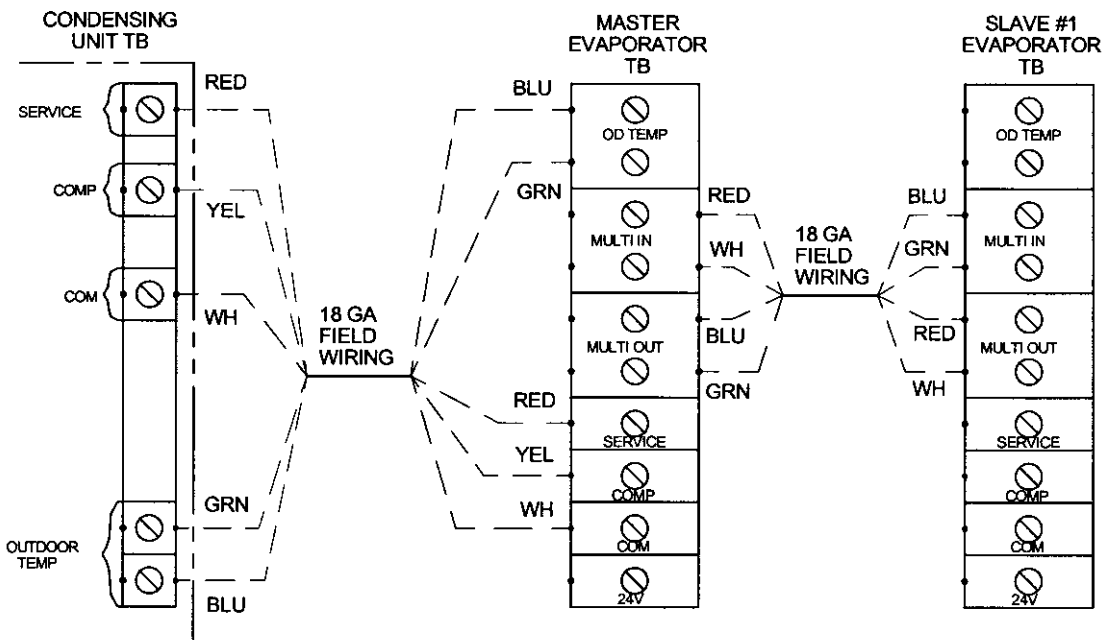 CONDENSING
UNIT TB
SERVICE
RED
COMP
YEL
COM
WH
18 GA
FIELD
WIRING
OUTDOOR
TEMP
GRN
BLU
MASTER
EVAPORATOR
TB
BLU
OD TEMP
GRN
MULTI IN
MULTI OUT
RED
SERVICE
YEL
COMP
WH
COM
24V
RED
WH
BLU
GRN
18 GA
FIELD
WIRING
SLAVE #1
EVAPORATOR
TB
OD TEMP
BLU
MULTI IN
GRN
RED
MULTI OUT
WH
SERVICE
COMP
COM
24V